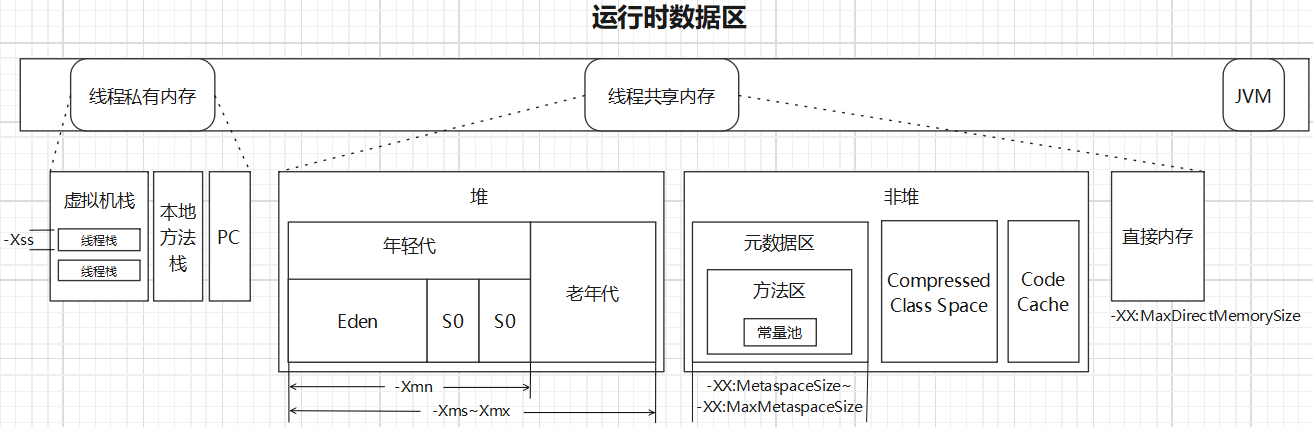 运行时数据区
线程私有内存
线程共享内存
JVM
虚拟机栈
线程栈
线程栈
-Xss
本地
方法
栈
PC
堆
年轻代
Eden
S0
S0
老年代
-Xmn
-Xms~Xmx
非堆
元数据区
方法区
常量池
Compressed
Class Space
Code
Cache
-XX:MetaspaceSize~
-XX:MaxMetaspaceSize
直接内存
-XX:MaxDirectMemorySize